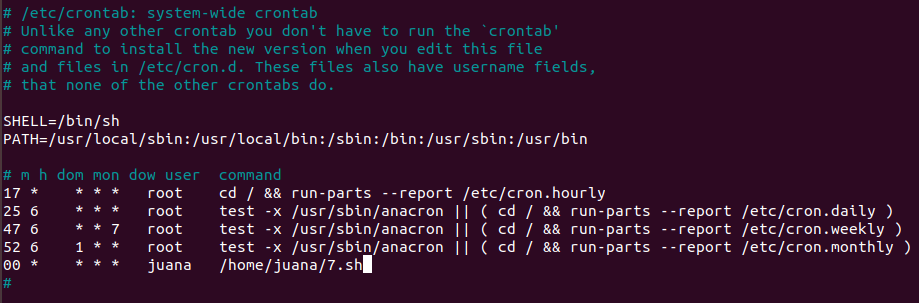 # /etc/crontab: system-wide crontab
# Unlike any other crontab you don't have to run the `crontab'
# command to install the new version when you edit this file
# and files in /etc/cron.d. These files also have username fields,
# that none of the other crontabs do.

SHELL=/bin/sh
PATH=/usr/local/sbin:/usr/local/bin:/sbin:/bin:/usr/sbin:/usr/bin

# m h dom mon dow user  command
17 *    * * *   root    cd / && run-parts --report /etc/cron.hourly
25 6    * * *   root    test -x /usr/sbin/anacron || ( cd / && run-parts --report /etc/cron.daily )
47 6    * * 7   root    test -x /usr/sbin/anacron || ( cd / && run-parts --report /etc/cron.weekly )
52 6    1 * *   root    test -x /usr/sbin/anacron || ( cd / && run-parts --report /etc/cron.monthly )
00 *    * * *   juana   /home/juana/7.sh
#